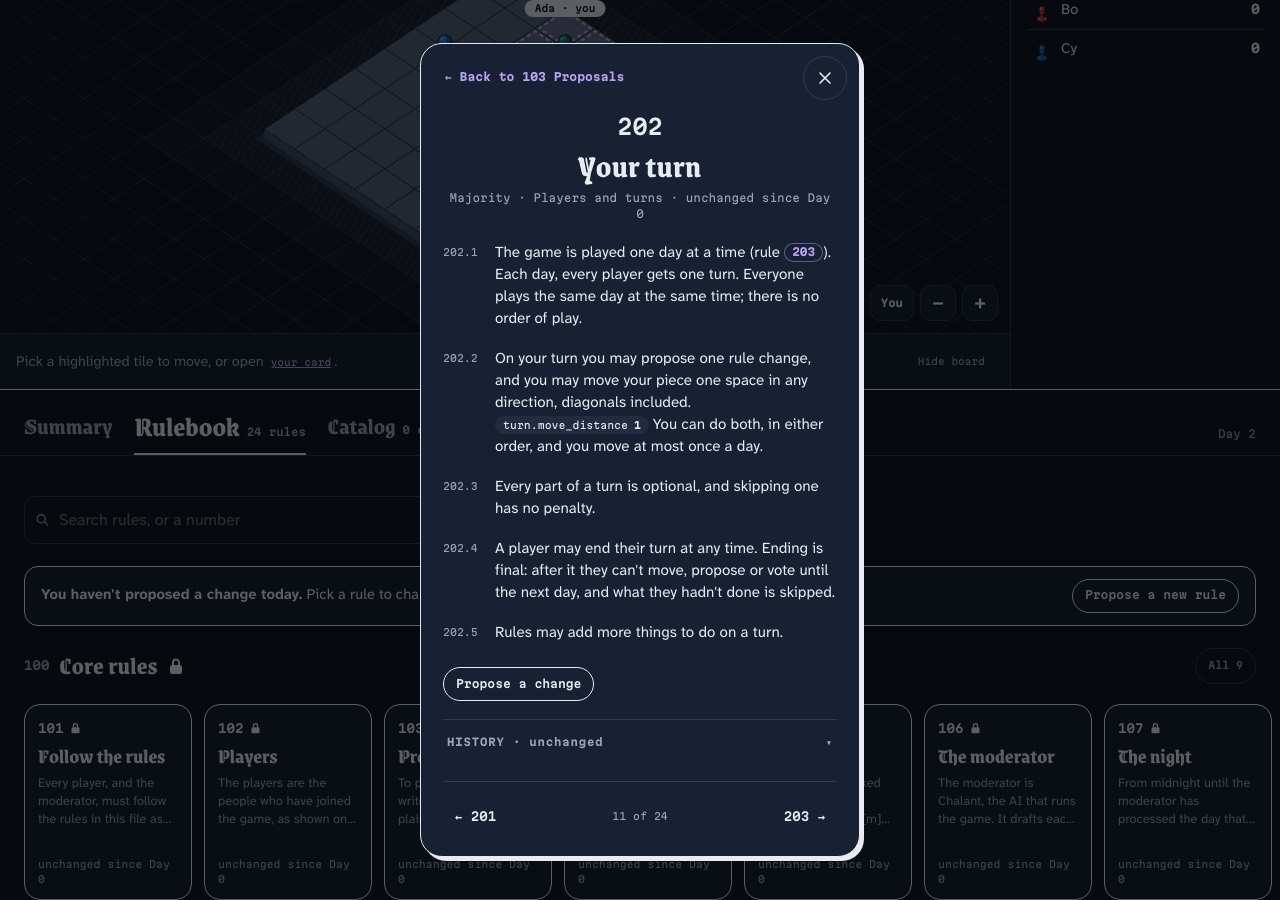 Ada · you
Bo 0
Cy 0
← Back to 103 Proposals
202
Your turn
Majority · Players and turns · unchanged since Day
0
202.1 The game is played one day at a time (rule 203).
Each day, every player gets one turn. Everyone
plays the same day at the same time; there is no
order of play.
202.2 On your turn you may propose one rule change,
and you may move your piece one space in any
direction, diagonals included.
turn.move_distance 1 You can do both, in either
order, and you move at most once a day.
202.3 Every part of a turn is optional, and skipping one
has no penalty.
202.4 A player may end their turn at any time. Ending is
final: after it they can't move, propose or vote until
the next day, and what they hadn't done is skipped.
202.5 Rules may add more things to do on a turn.
Propose a change
HISTORY · unchanged
← 201 11 of 24 203 →
You − +
Pick a highlighted tile to move, or open your card.
Hide board
Summary Rulebook 24 rules Catalog 0
Day 2
Search rules, or a number
You haven't proposed a change today. Pick a rule to
Propose a new rule
100 Core rules
All 9
101
Follow the rules
Every player, and the
moderator, must follow
the rules in this file as...
unchanged since Day
0
102
Players
The players are the
people who have joined
the game, as shown on...
unchanged since Day
0
106
The moderator
The moderator is
Chalant, the AI that runs
the game. It drafts eac...
unchanged since Day
0
107
The night
From midnight until the
moderator has
processed the day that...
unchanged since Day
0